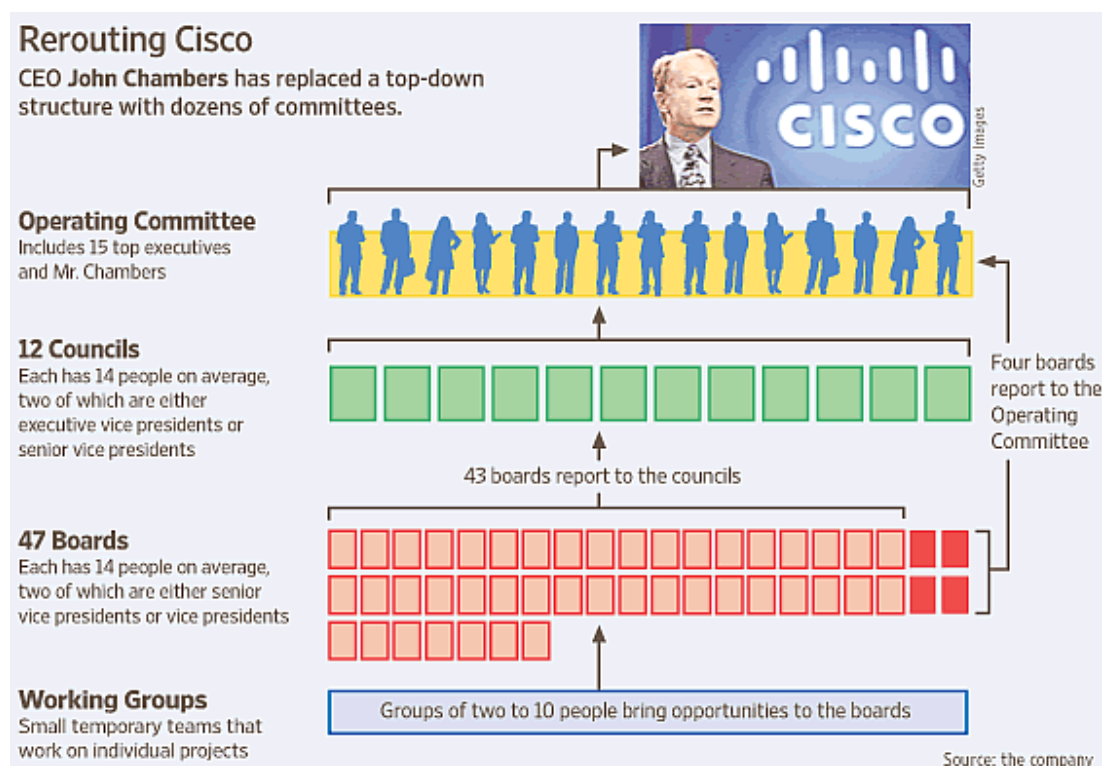 Rerouting Cisco
CEO John Chambers has replaced a top-down
structure with dozens of committees.
CISCO
Getty Images
Operating Committee
Includes 15 top executives
and Mr. Chambers
12 Councils
Each has 14 people on average,
two of which are either
executive vice presidents or
senior vice presidents
Four boards
report to the
Operating
Committee
43 boards report to the councils
47 Boards
Each has 14 people on average,
two of which are either senior
vice presidents or vice presidents
Working Groups
Small temporary teams that
work on individual projects
Groups of two to 10 people bring opportunities to the boards
Source: the company